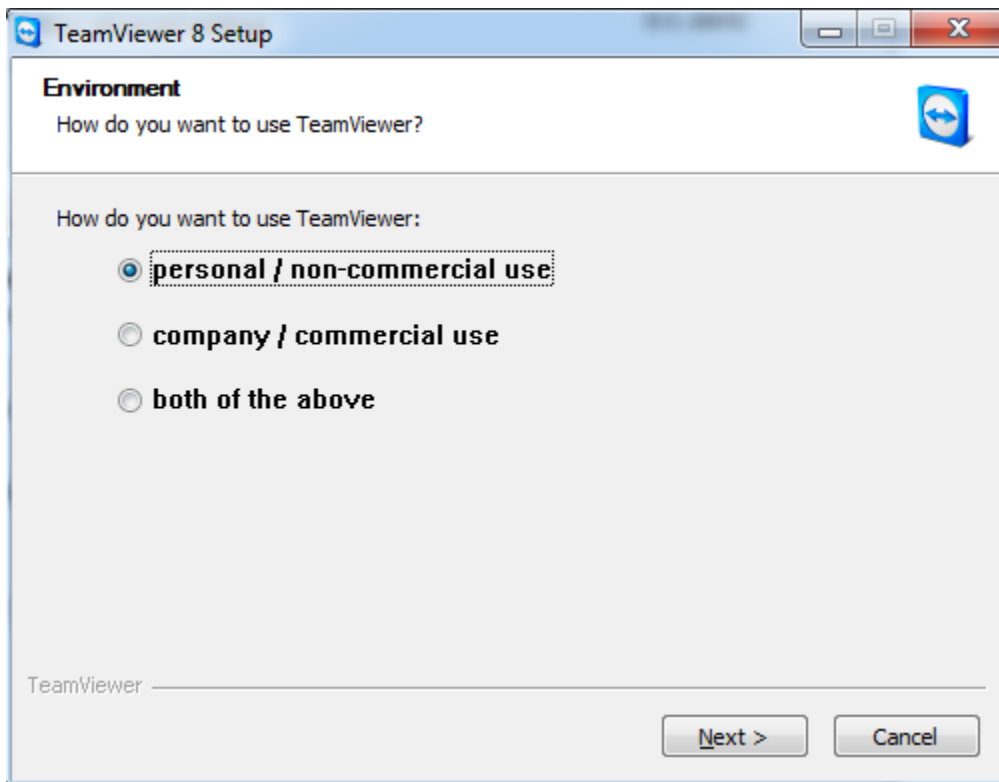 TeamViewer 8 Setup
Environment
How do you want to use TeamViewer?
How do you want to use TeamViewer:
personal / non-commercial use
company / commercial use
both of the above
TeamViewer
Next >
Cancel